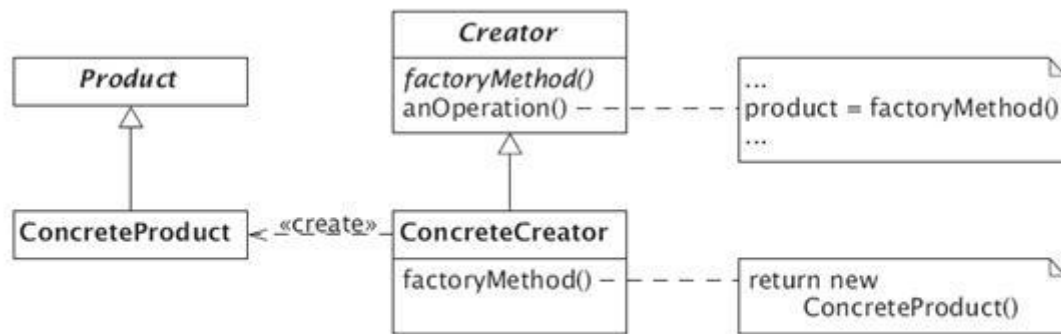 Product
ConcreteProduct
«create»
Creator
factoryMethod()
anOperation()
ConcreteCreator
factoryMethod()
...
product = factoryMethod()
...
return new
ConcreteProduct()